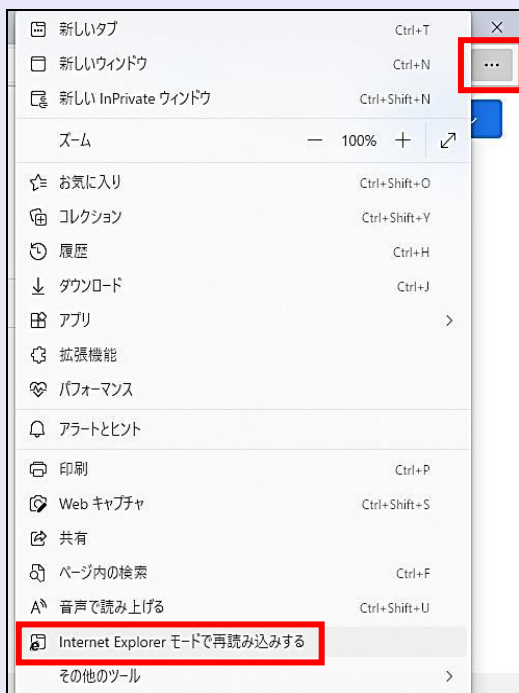 新しいタブ Ctrl+T
新しいウィンドウ Ctrl+N
新しい InPrivate ウィンドウ Ctrl+Shift+N
ズーム — 100% +
お気に入り Ctrl+Shift+O
コレクション Ctrl+Shift+Y
履歴 Ctrl+H
ダウンロード Ctrl+J
アプリ
拡張機能
パフォーマンス
アラートとヒント
印刷 Ctrl+P
Web キャプチャ Ctrl+Shift+S
共有
ページ内の検索 Ctrl+F
音声で読み上げる Ctrl+Shift+U
Internet Explorer モードで再読み込みする
その他のツール